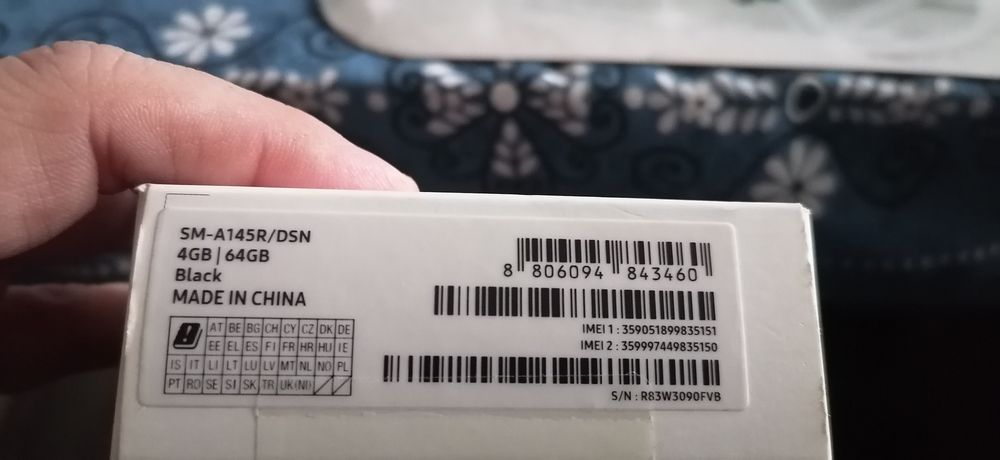 SM-A145R/DSN
4GB | 64GB
Black
MADE IN CHINA
AT BE BG CH CY CZ DK DE
EE EL ES FI FR HR HU IE
IS IT LI LT LU LV MT NL NO PL
PT RO SE SI SK TR UK(NI)
8 806094 843460
IMEI 1 : 359051899835151
IMEI 2 : 359997449835150
S/N : R83W3090FVB